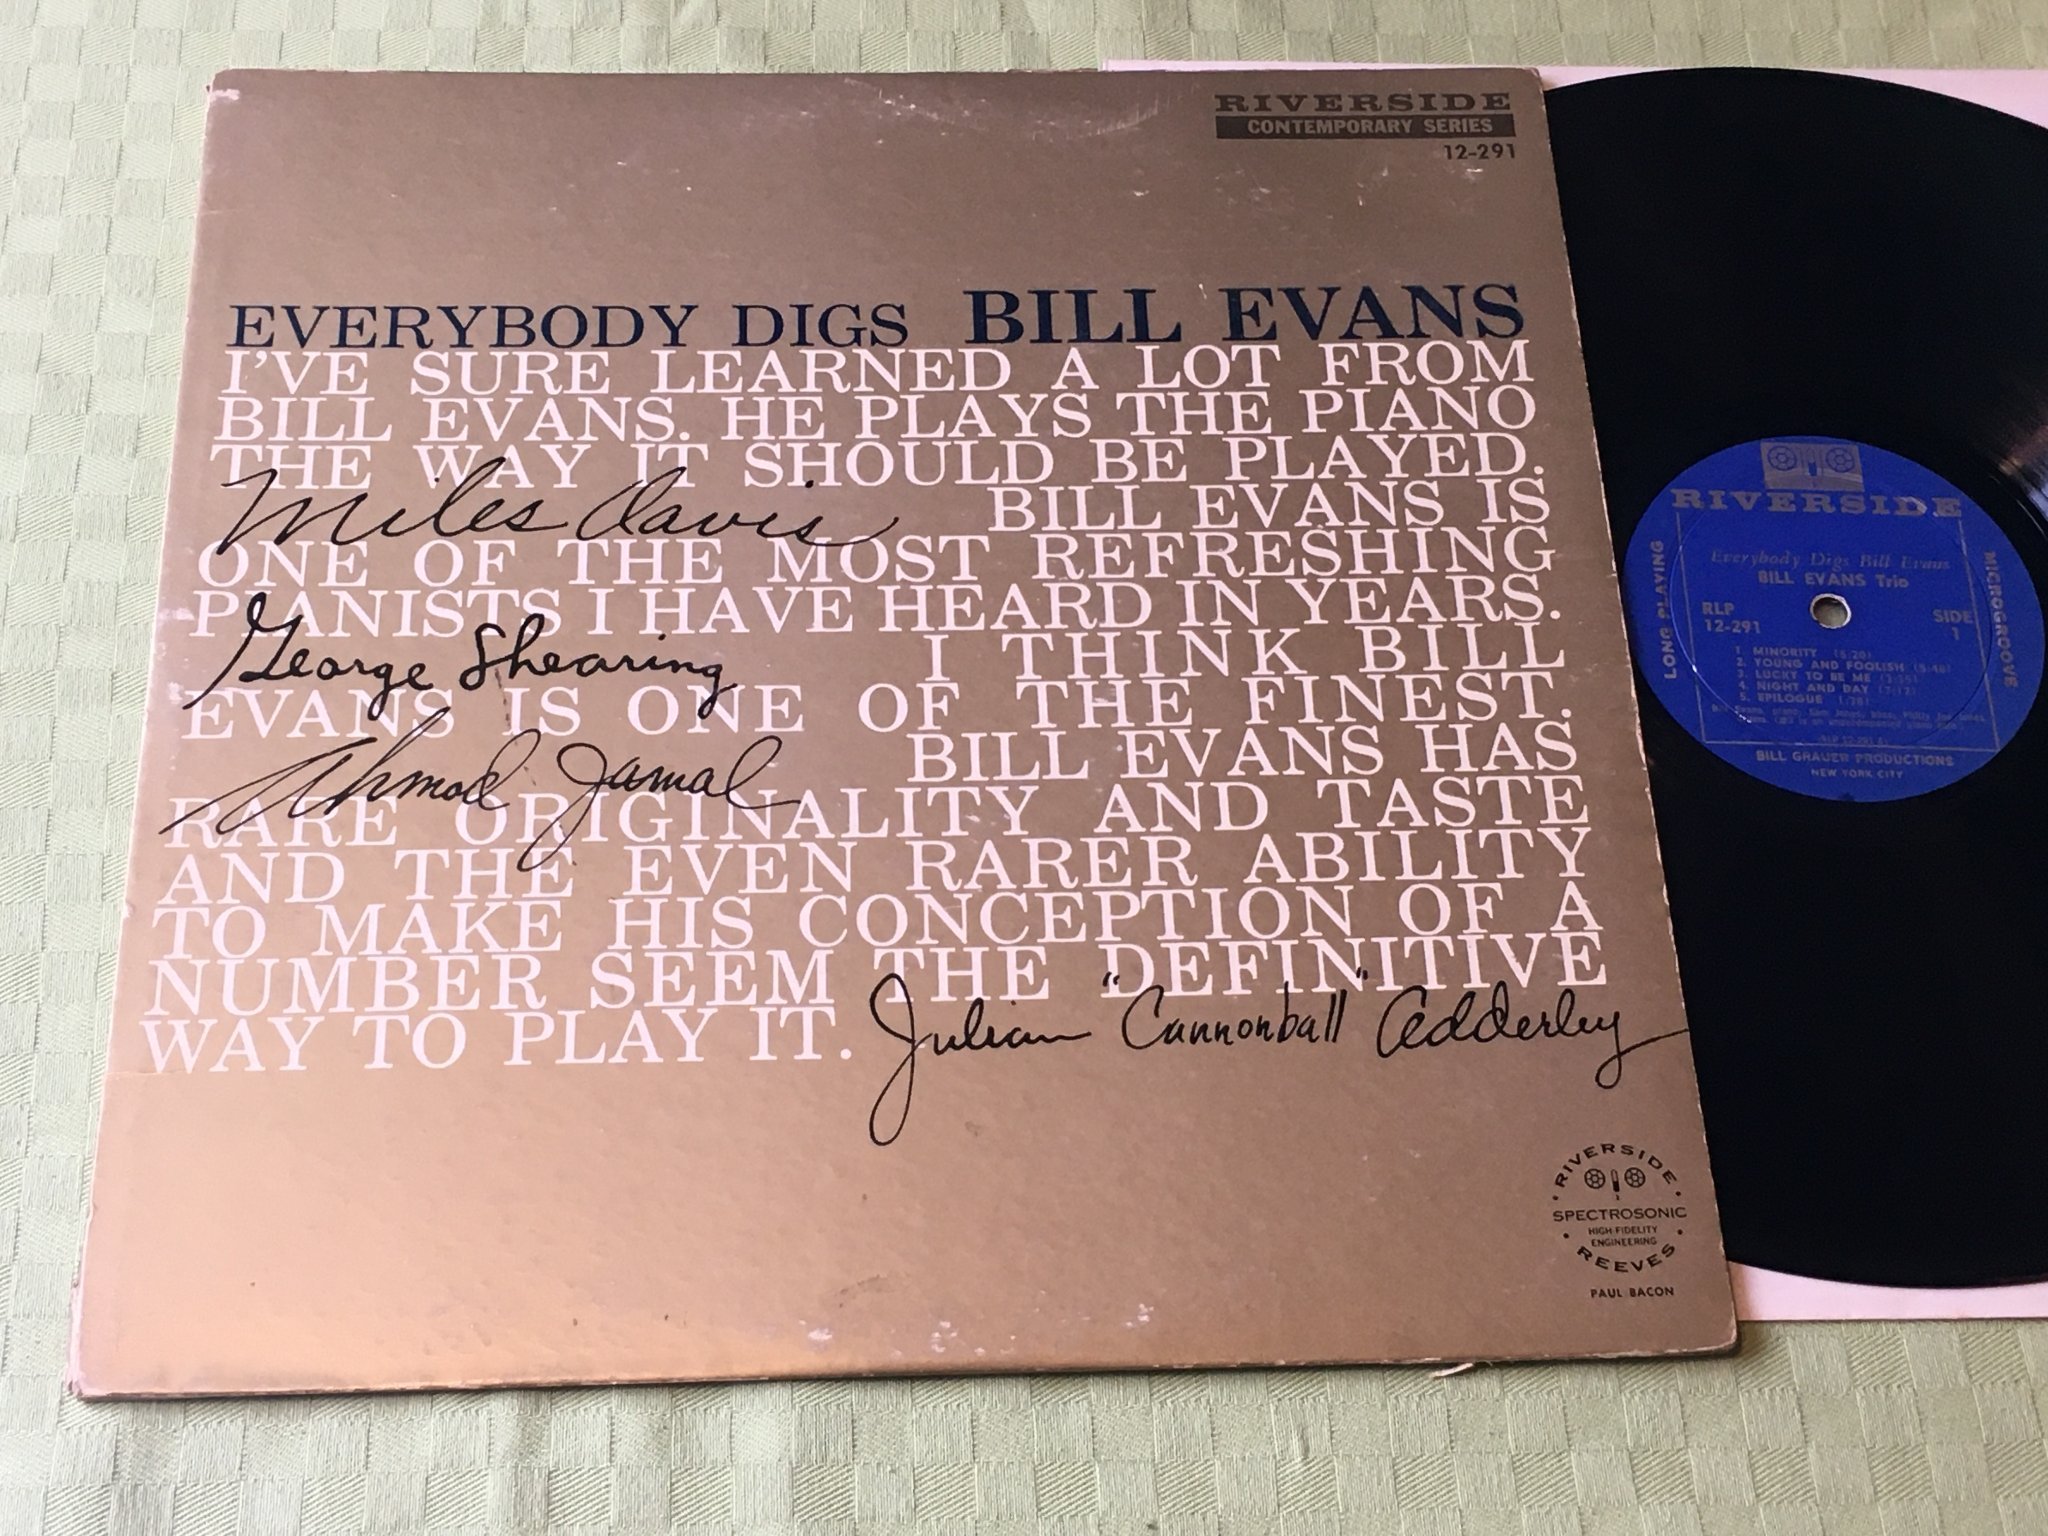 RIVERSIDE
CONTEMPORARY SERIES
12-291
EVERYBODY DIGS BILL EVANS
I'VE SURE LEARNED A LOT FROM
BILL EVANS. HE PLAYS THE PIANO
THE WAY IT SHOULD BE PLAYED.
Miles Davis BILL EVANS IS
ONE OF THE MOST REFRESHING
PIANISTS I HAVE HEARD IN YEARS.
George Shearing I THINK BILL
EVANS IS ONE OF THE FINEST.
Ahmad Jamal BILL EVANS HAS
RARE ORIGINALITY AND TASTE
AND THE EVEN RARER ABILITY
TO MAKE HIS CONCEPTION OF A
NUMBER SEEM THE DEFINITIVE
WAY TO PLAY IT. Julian "Cannonball" Adderley
RIVERSIDE
SPECTROSONIC
HIGH FIDELITY
ENGINEERING
REEVES
PAUL BACON
RIVERSIDE
LONG PLAYING
MICROGROOVE
Everybody Digs Bill Evans
BILL EVANS Trio
RLP
12-291
SIDE
1
1. MINORITY (5:20)
2. YOUNG AND FOOLISH (5:48)
3. LUCKY TO BE ME
4. NIGHT AND DAY (7:12)
5. EPILOGUE
BILL GRAUER PRODUCTIONS
NEW YORK CITY